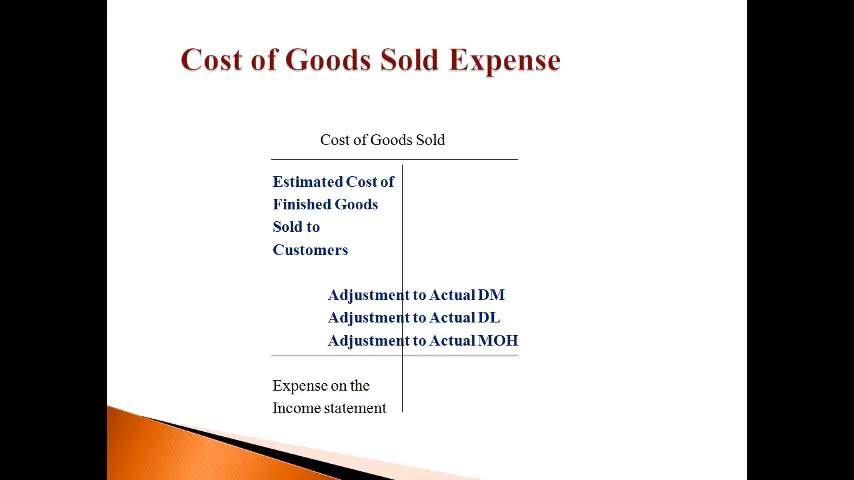 Cost of Goods Sold Expense
Cost of Goods Sold
Estimated Cost of
Finished Goods
Sold to
Customers
Adjustment to Actual DM
Adjustment to Actual DL
Adjustment to Actual MOH
Expense on the
Income statement